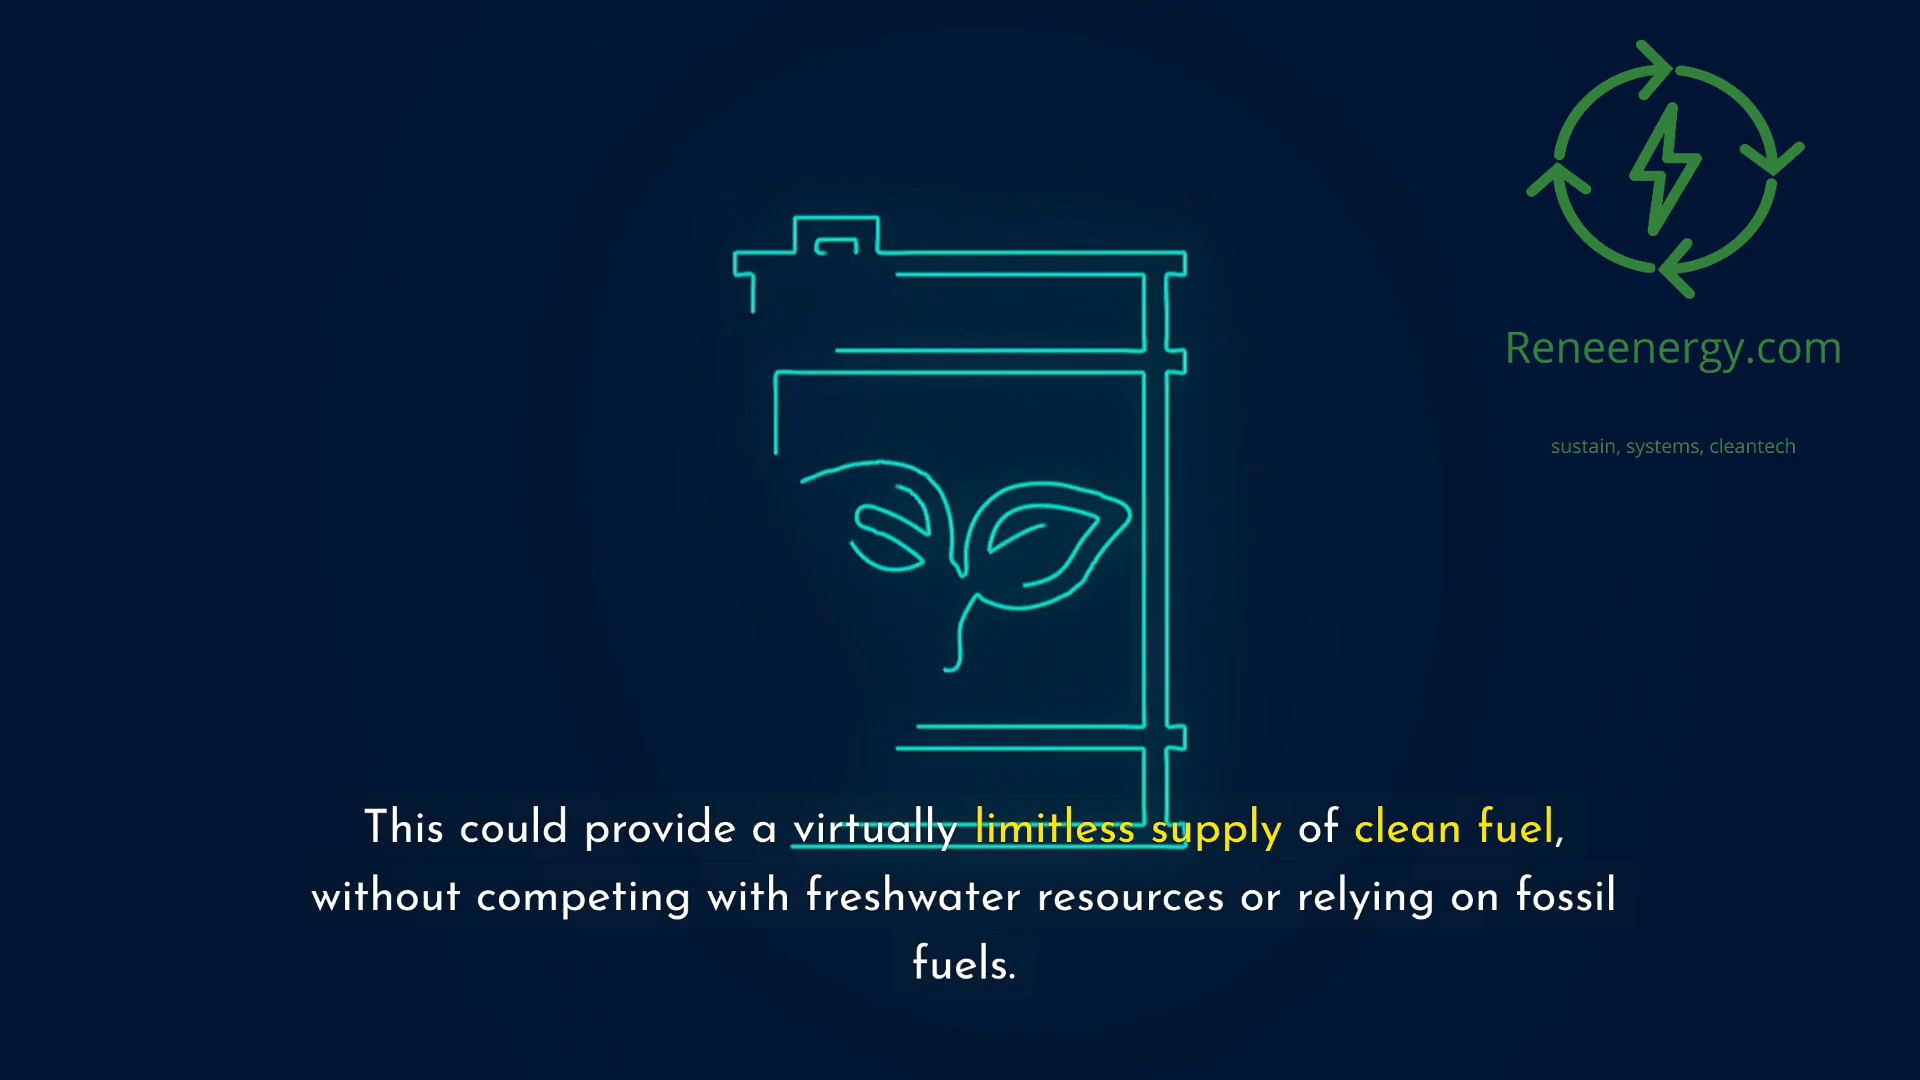 Reneenergy.com
sustain, systems, cleantech
This could provide a virtually limitless supply of clean fuel,
without competing with freshwater resources or relying on fossil
fuels.